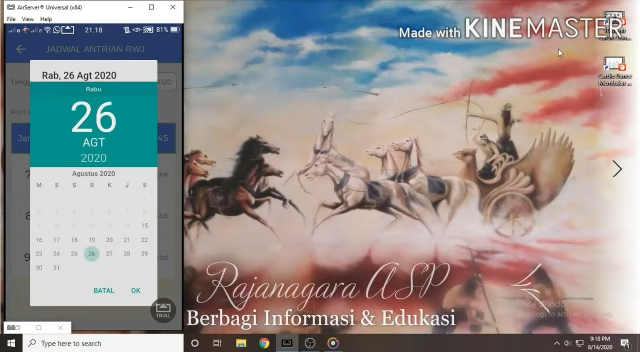 AirServer® Universal (x64)
File View Help
21.18
81%
JADWAL ANTRIAN RWJ
Rab, 26 Agt 2020
Rabu
26
AGT
2020
Agustus 2020
M S S R K J S
15
16 17 18 19 20 21 22
23 24 25 26 27 28 29
30 31
BATAL OK
TRIAL
Made with KINEMASTER
Rajanagara ASP
Berbagi Informasi & Edukasi
Type here to search
9:18 PM
8/14/2020